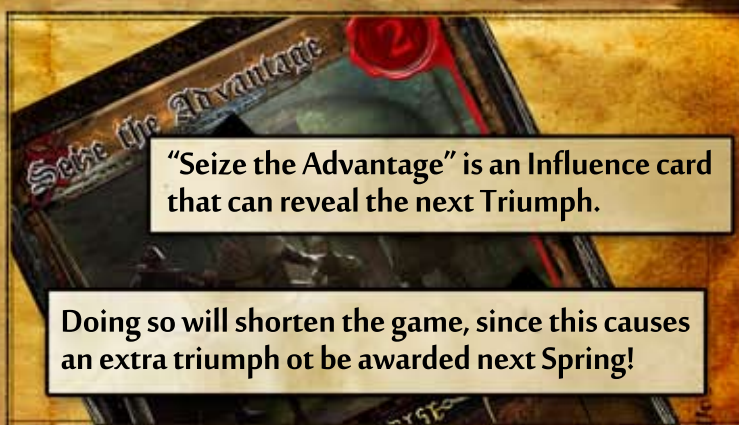 Seize the Advantage
2
“Seize the Advantage” is an Influence card
that can reveal the next Triumph.
Doing so will shorten the game, since this causes
an extra triumph ot be awarded next Spring!